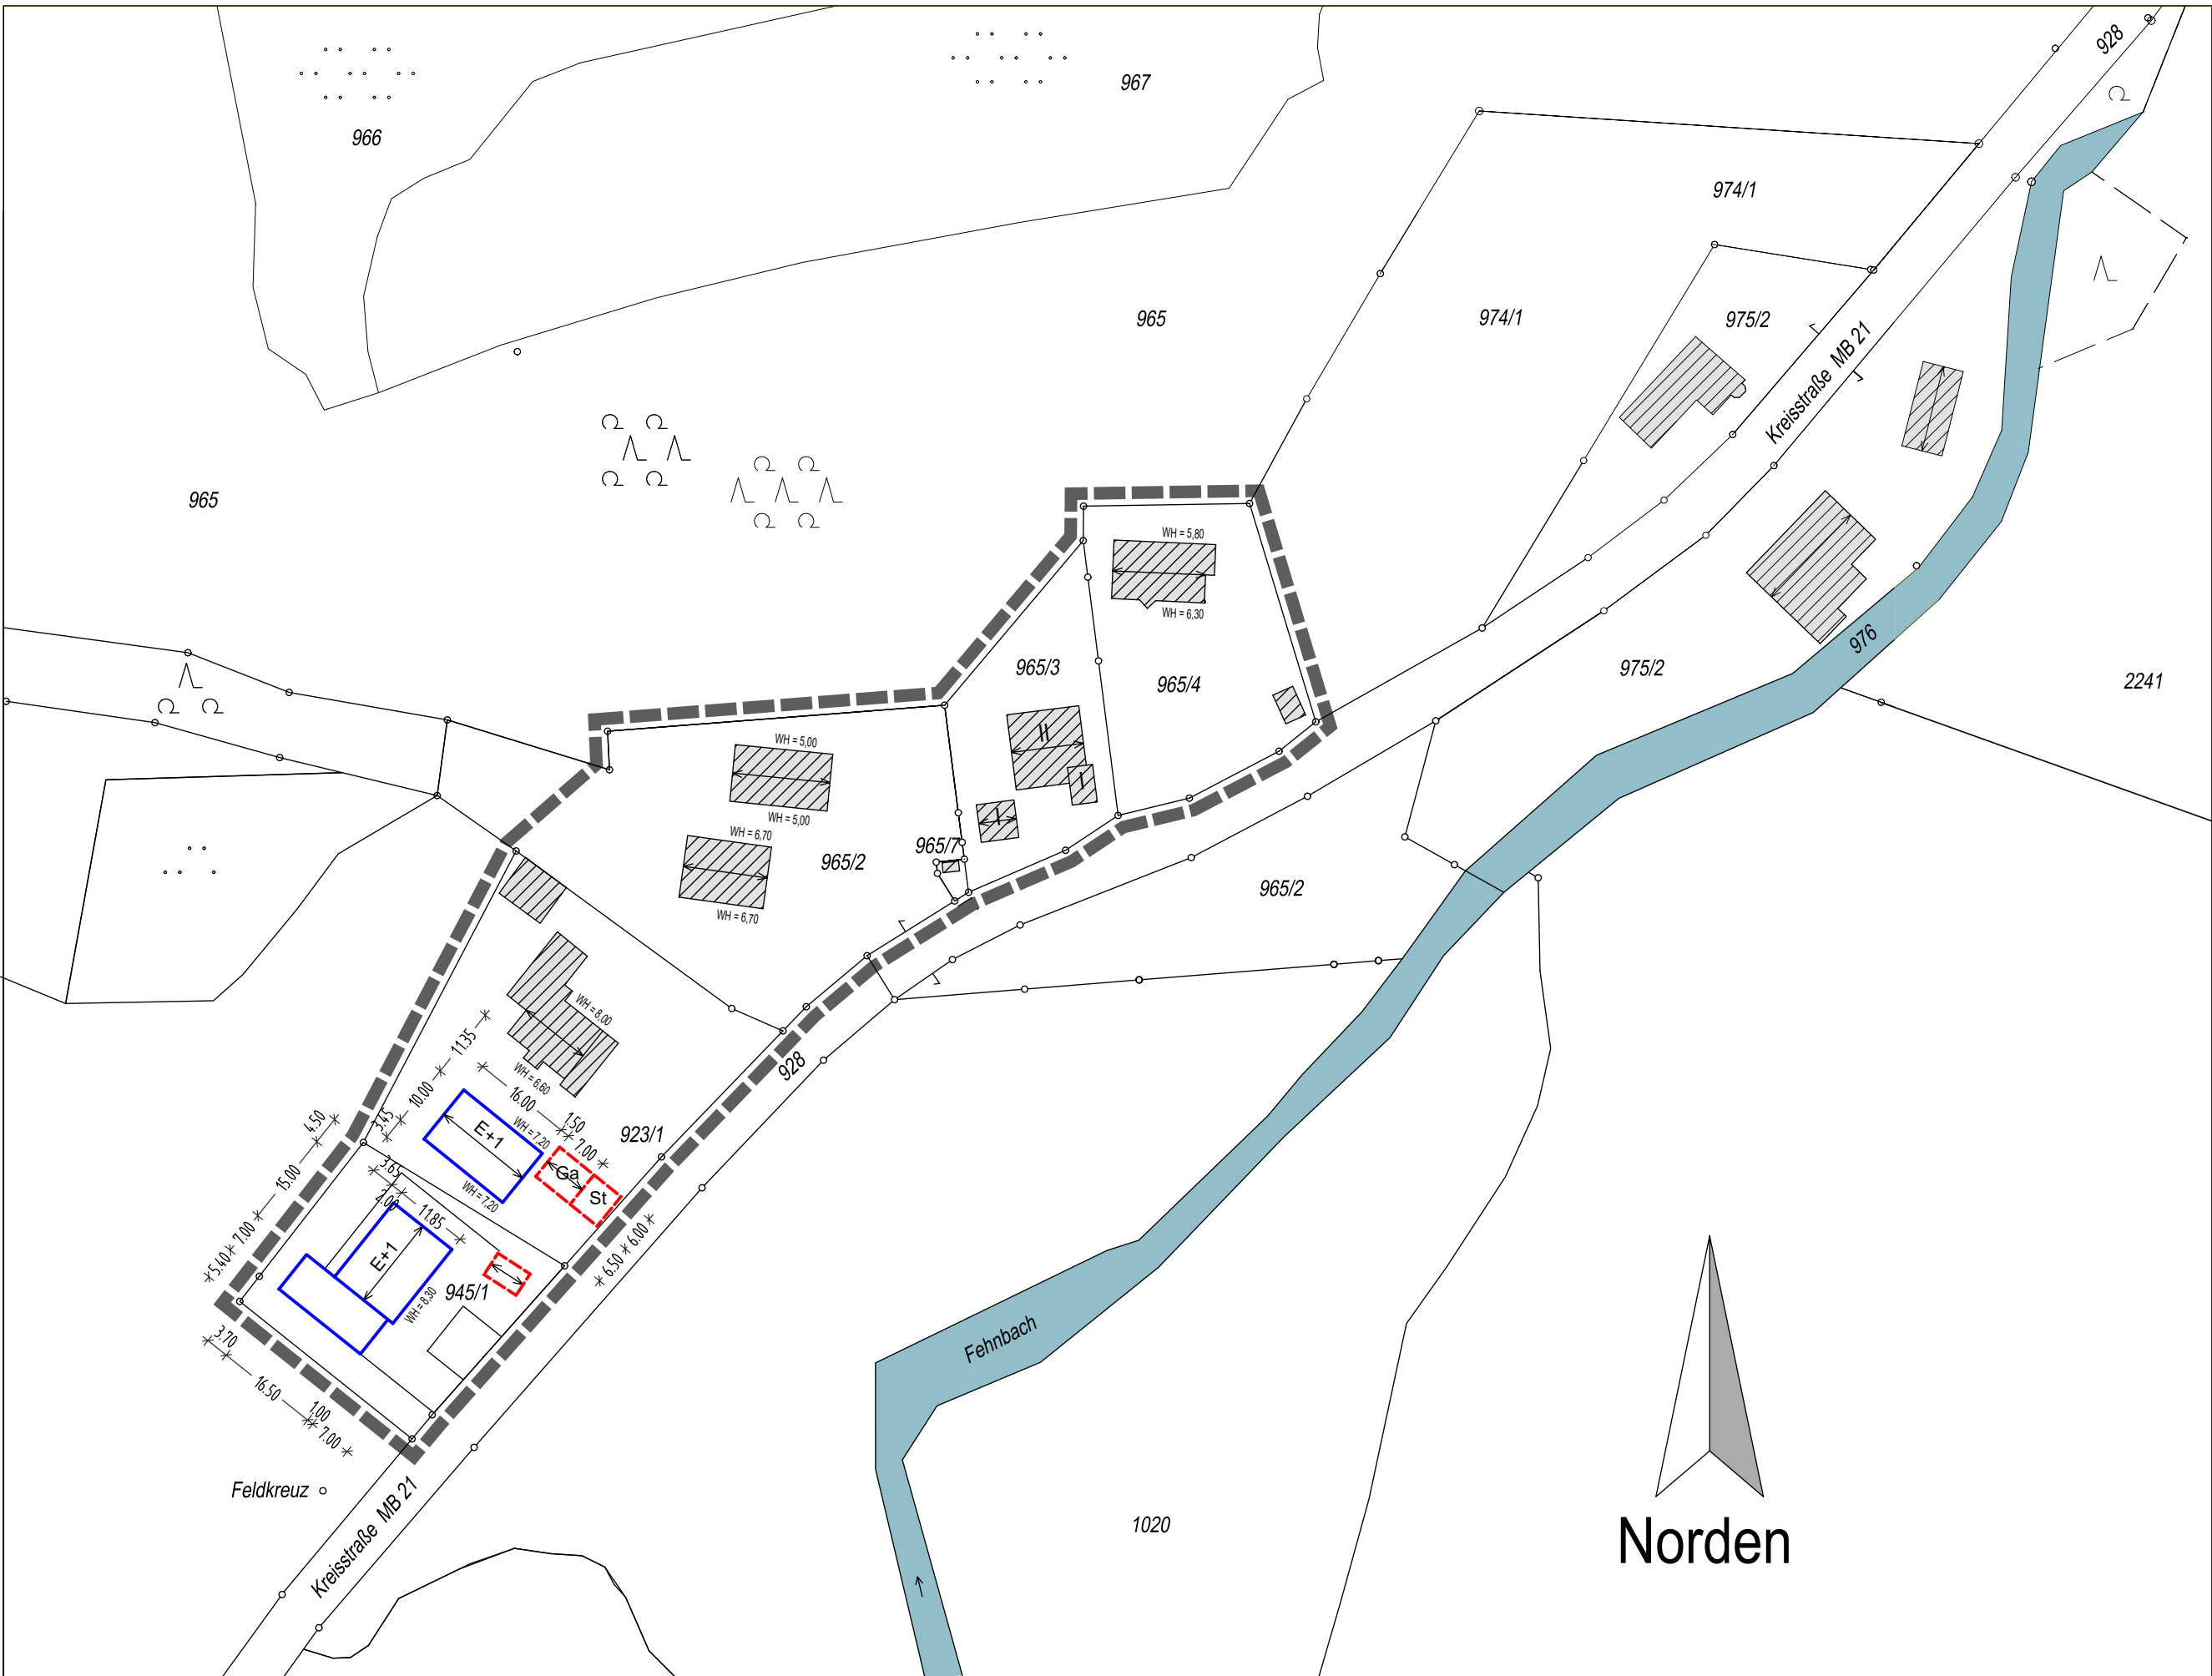 928
967
966
974/1
965
974/1
975/2
Kreisstraße MB 21
965
WH = 5,80
WH = 6,30
976
965/3
975/2
965/4
2241
II
WH = 5,00
I
WH = 5,00
I
WH = 6,70
965/7
965/2
965/2
WH = 6,70
WH = 8,00
11.35
928
WH = 6,60
10.00
16.00
4.50
3.45
1.50
WH = 7,20
E+1
923/1
7.00
3.65
Ga
15.00
WH = 7,20
St
2.00
11.85
7.00
6.00
E+1
5.40
6.50
945/1
WH = 8,30
3.70
Fehnbach
16.50
1.00
7.00
Feldkreuz
Kreisstraße MB 21
1020
Norden